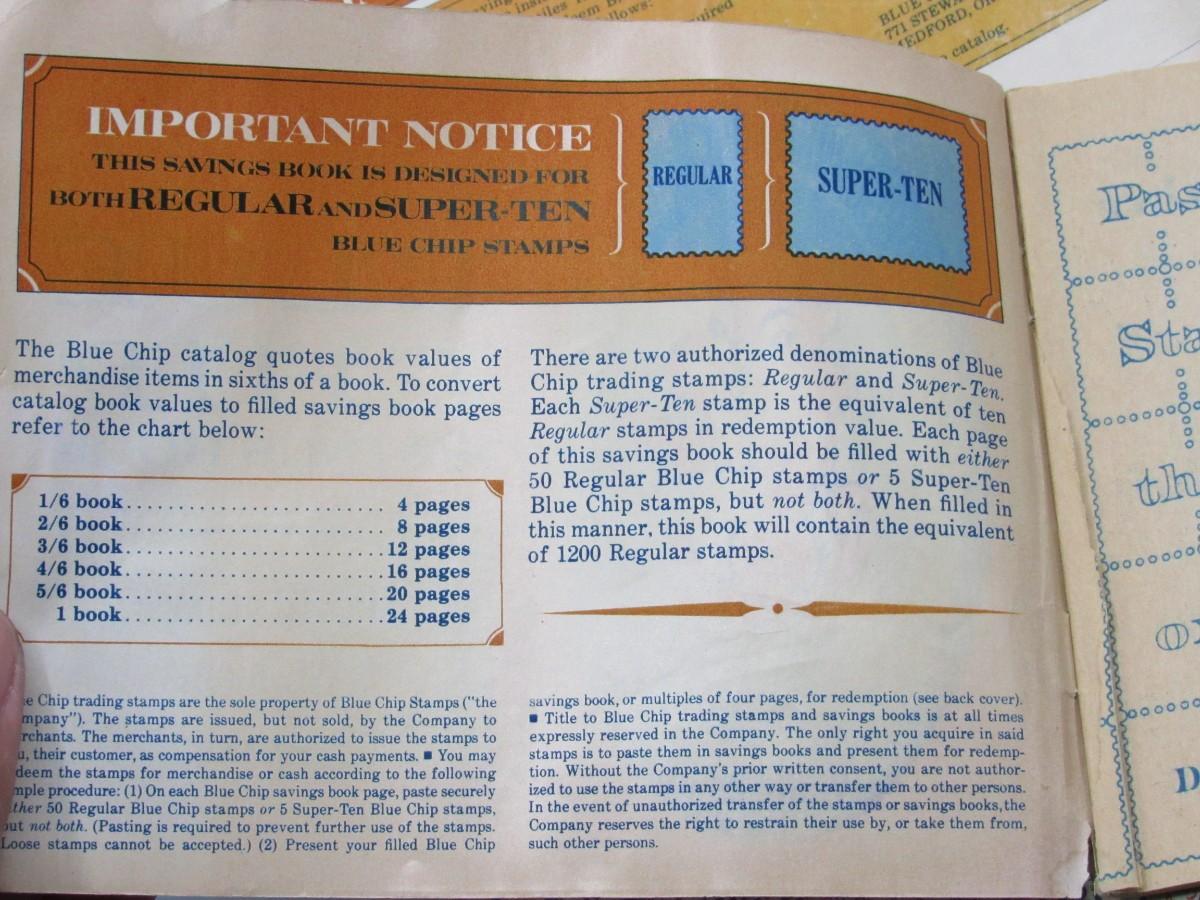 BLUE
771 STEW
MEDFORD, O
catalog.
IMPORTANT NOTICE
THIS SAVINGS BOOK IS DESIGNED FOR
BOTH REGULAR AND SUPER-TEN
BLUE CHIP STAMPS
REGULAR
SUPER-TEN
The Blue Chip catalog quotes book values of
merchandise items in sixths of a book. To convert
catalog book values to filled savings book pages
refer to the chart below:
1/6 book............................ 4 pages
2/6 book............................ 8 pages
3/6 book............................12 pages
4/6 book............................16 pages
5/6 book............................20 pages
1 book............................24 pages
There are two authorized denominations of Blue
Chip trading stamps: Regular and Super-Ten.
Each Super-Ten stamp is the equivalent of ten
Regular stamps in redemption value. Each page
of this savings book should be filled with either
50 Regular Blue Chip stamps or 5 Super-Ten
Blue Chip stamps, but not both. When filled in
this manner, this book will contain the equivalent
of 1200 Regular stamps.
e Chip trading stamps are the sole property of Blue Chip Stamps ("the
mpany"). The stamps are issued, but not sold, by the Company to
rchants. The merchants, in turn, are authorized to issue the stamps to
u, their customer, as compensation for your cash payments. ■ You may
deem the stamps for merchandise or cash according to the following
mple procedure: (1) On each Blue Chip savings book page, paste securely
ther 50 Regular Blue Chip stamps or 5 Super-Ten Blue Chip stamps,
but not both. (Pasting is required to prevent further use of the stamps.
Loose stamps cannot be accepted.) (2) Present your filled Blue Chip
savings book, or multiples of four pages, for redemption (see back cover).
■ Title to Blue Chip trading stamps and savings books is at all times
expressly reserved in the Company. The only right you acquire in said
stamps is to paste them in savings books and present them for redemp-
tion. Without the Company's prior written consent, you are not author-
ized to use the stamps in any other way or transfer them to other persons.
In the event of unauthorized transfer of the stamps or savings books, the
Company reserves the right to restrain their use by, or take them from,
such other persons.
Pas
Sta
th
or
D